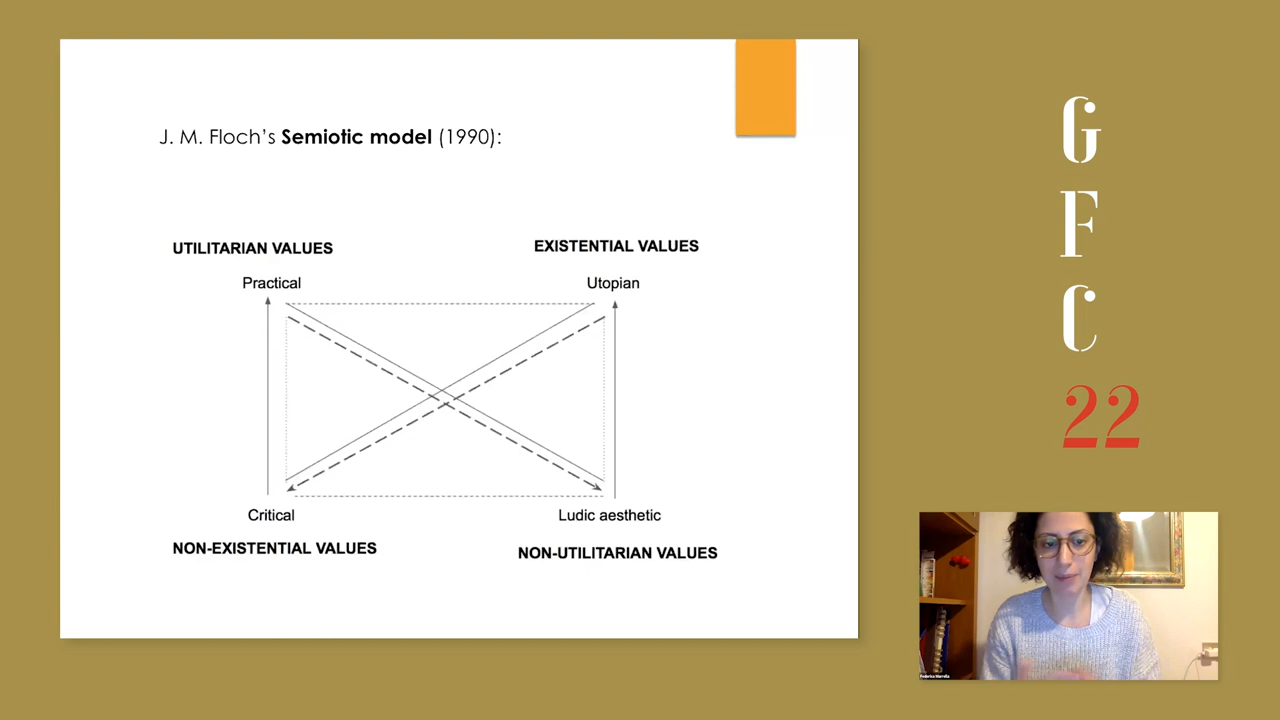 J. M. Floch's Semiotic model (1990):
UTILITARIAN VALUES
EXISTENTIAL VALUES
Practical
Utopian
Critical
Ludic aesthetic
NON-EXISTENTIAL VALUES
NON-UTILITARIAN VALUES
G
F
C
22